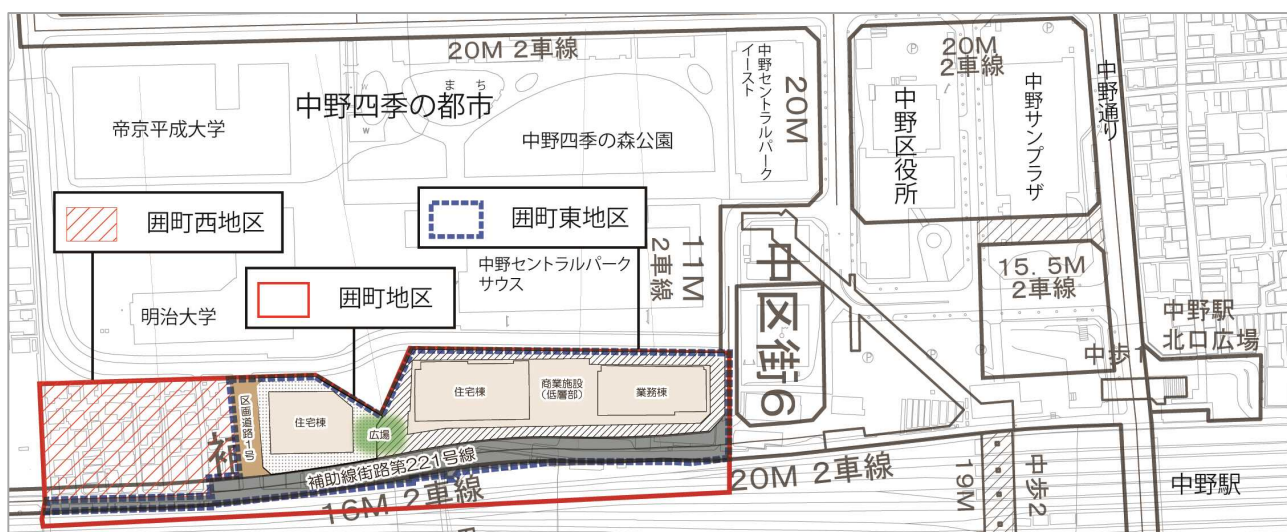 20M 2車線
中野四季の都市
まち
帝京平成大学
中野四季の森公園
中野セントラルパーク
イースト
20M
中野区役所
20M
2車線
中野サンプラザ
中野通り
囲町西地区
囲町東地区
囲町地区
中野セントラルパーク
サウス
明治大学
11M
2車線
中区街6
15.5M
2車線
中野駅
北口広場
中歩1
区画道路1号
補
住宅棟
広場
住宅棟
商業施設
(低層部)
業務棟
補助線街路第221号線
16M 2車線
20M 2車線
19M
中歩2
中野駅